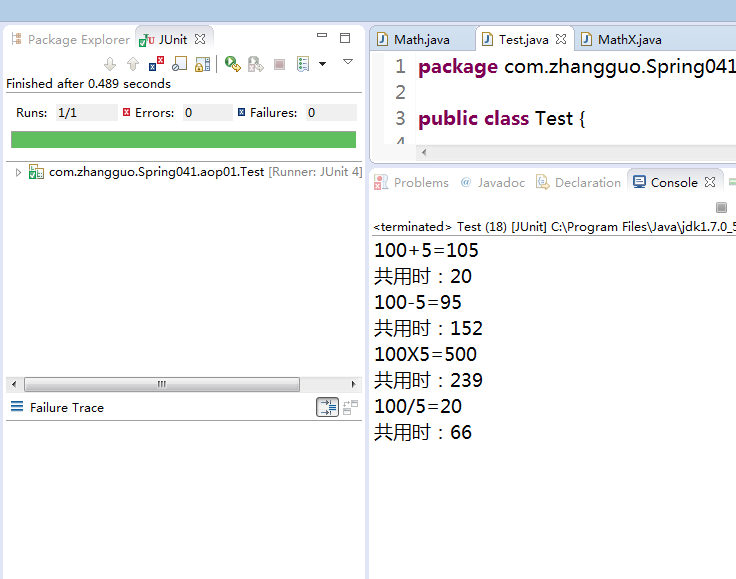 Package Explorer
JUnit
Finished after 0.489 seconds
Runs: 1/1
Errors: 0
Failures: 0
com.zhangguo.Spring041.aop01.Test [Runner: JUnit 4]
Failure Trace
Math.java
Test.java
MathX.java
1 package com.zhangguo.Spring041
2
3 public class Test {
4
Problems
@ Javadoc
Declaration
Console
<terminated> Test (18) [JUnit] C:\Program Files\Java\jdk1.7.0_5
100+5=105
共用时：20
100-5=95
共用时：152
100X5=500
共用时：239
100/5=20
共用时：66